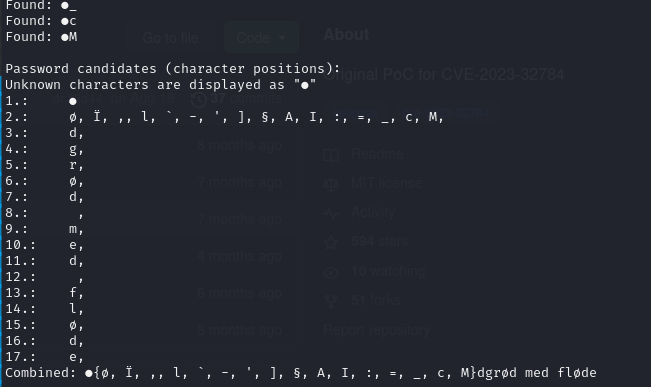 Found: ●_
Found: ●c
Found: ●M
Go to file
Code
About
Password candidates (character positions):
Unknown characters are displayed as "●"
Original PoC for CVE-2023-32784
1.: ●
37
2.: ø, Ï, ,, l, `, -, ', ], §, A, I, :, =, _, c, M,
3.: d,
4.: g,
8 months ago
Readme
5.: r,
6.: ø,
7 months ago
MIT license
7.: d,
8.:  ,
months ago
Activity
9.: m,
10.: e,
4 months ago
584 stars
11.: d,
10 watching
12.:  ,
13.: f,
months ago
51 forks
14.: l,
15.: ø,
8 months ago
Report repository
16.: d,
17.: e,
Combined: ●{ø, Ï, ,, l, `, -, ', ], §, A, I, :, =, _, c, M}dgrød med fløde